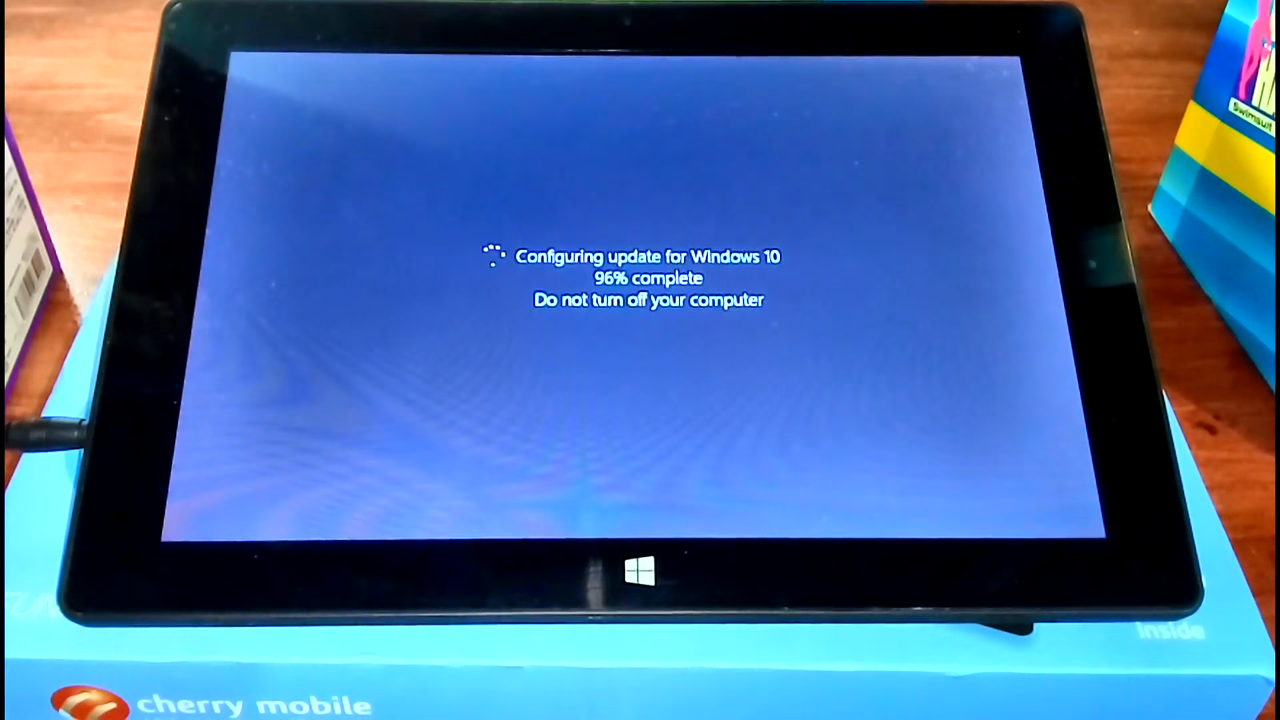 Swimsuit
Configuring update for Windows 10
96% complete
Do not turn off your computer
inside
cherry mobile